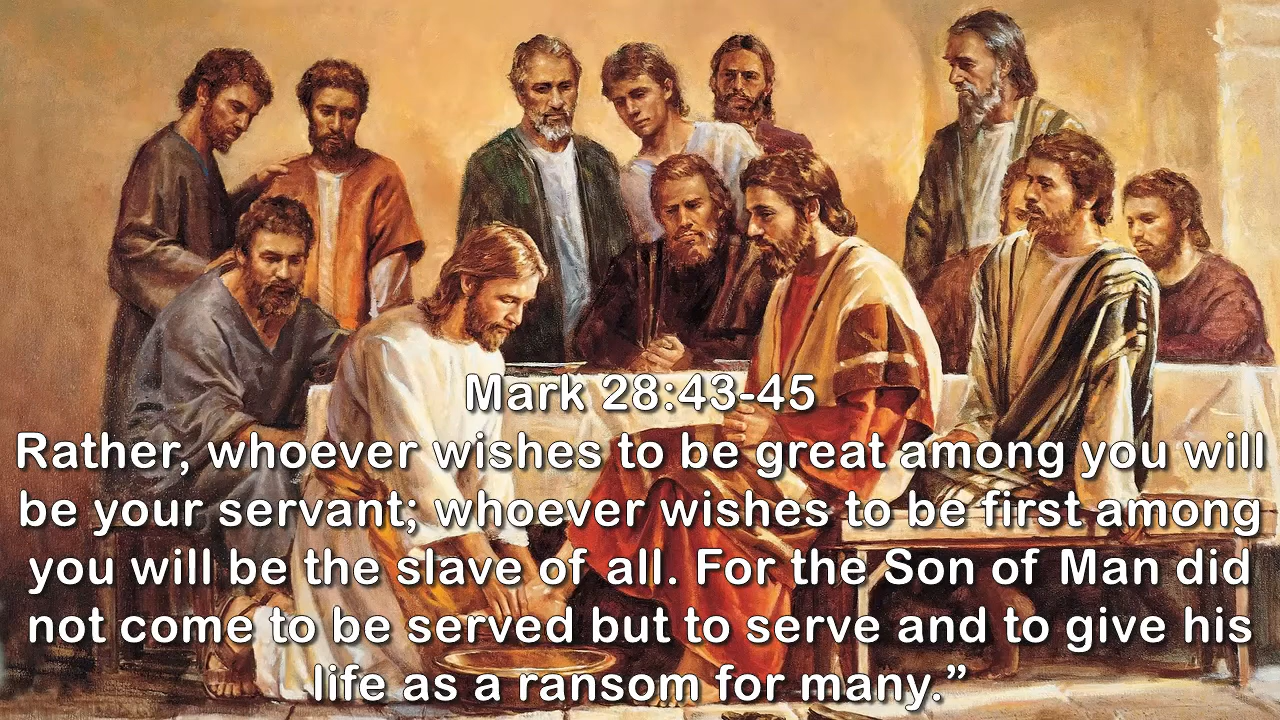 Mark 28:43-45
Rather, whoever wishes to be great among you will
be your servant; whoever wishes to be first among
you will be the slave of all. For the Son of Man did
not come to be served but to serve and to give his
life as a ransom for many.”